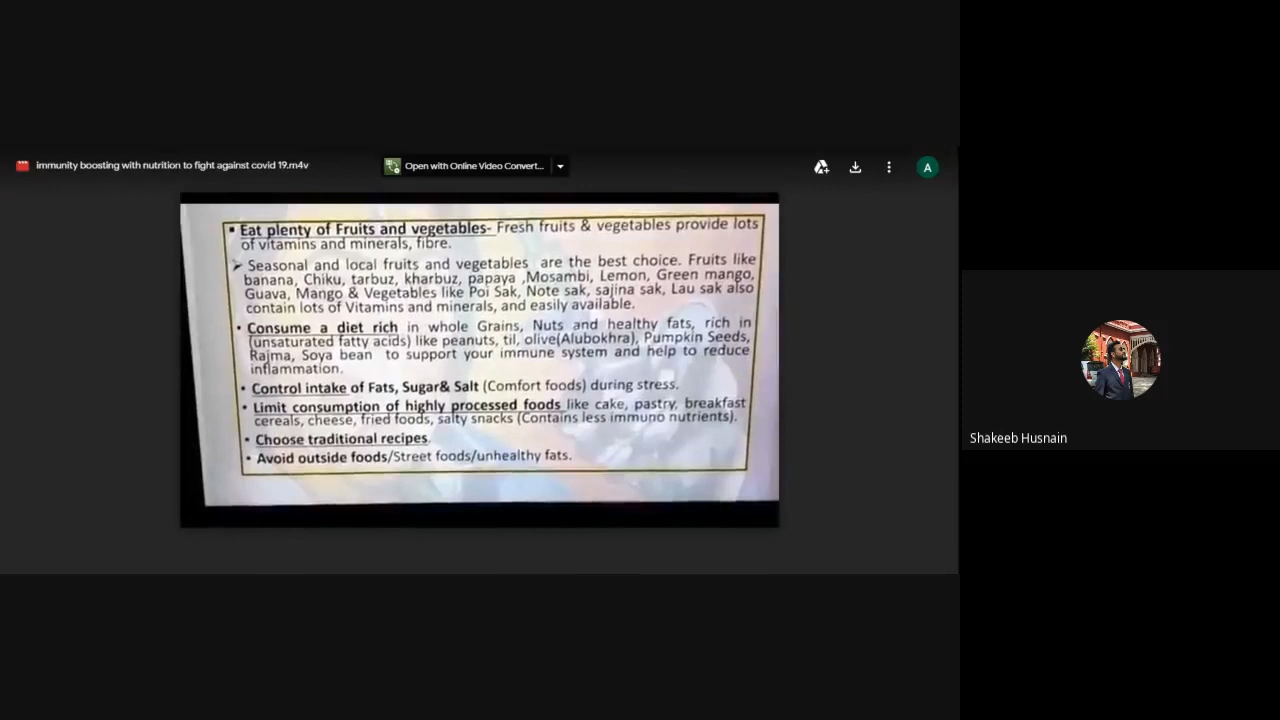 immunity boosting with nutrition to fight against covid 19.m4v
Open with Online Video Convert...
A
▪ Eat plenty of Fruits and vegetables- Fresh fruits & vegetables provide lots
of vitamins and minerals, fibre.
➢ Seasonal and local fruits and vegetables are the best choice. Fruits like
banana, Chiku, tarbuz, kharbuz, papaya ,Mosambi, Lemon, Green mango,
Guava, Mango & Vegetables like Poi Sak, Note sak, sajina sak, Lau sak also
contain lots of Vitamins and minerals, and easily available.
• Consume a diet rich in whole Grains, Nuts and healthy fats, rich in
(unsaturated fatty acids) like peanuts, til, olive(Alubokhra), Pumpkin Seeds,
Rajma, Soya bean to support your immune system and help to reduce
inflammation.
• Control intake of Fats, Sugar& Salt (Comfort foods) during stress.
• Limit consumption of highly processed foods like cake, pastry, breakfast
cereals, cheese, fried foods, salty snacks (Contains less immuno nutrients).
• Choose traditional recipes.
• Avoid outside foods/Street foods/unhealthy fats.
Shakeeb Husnain